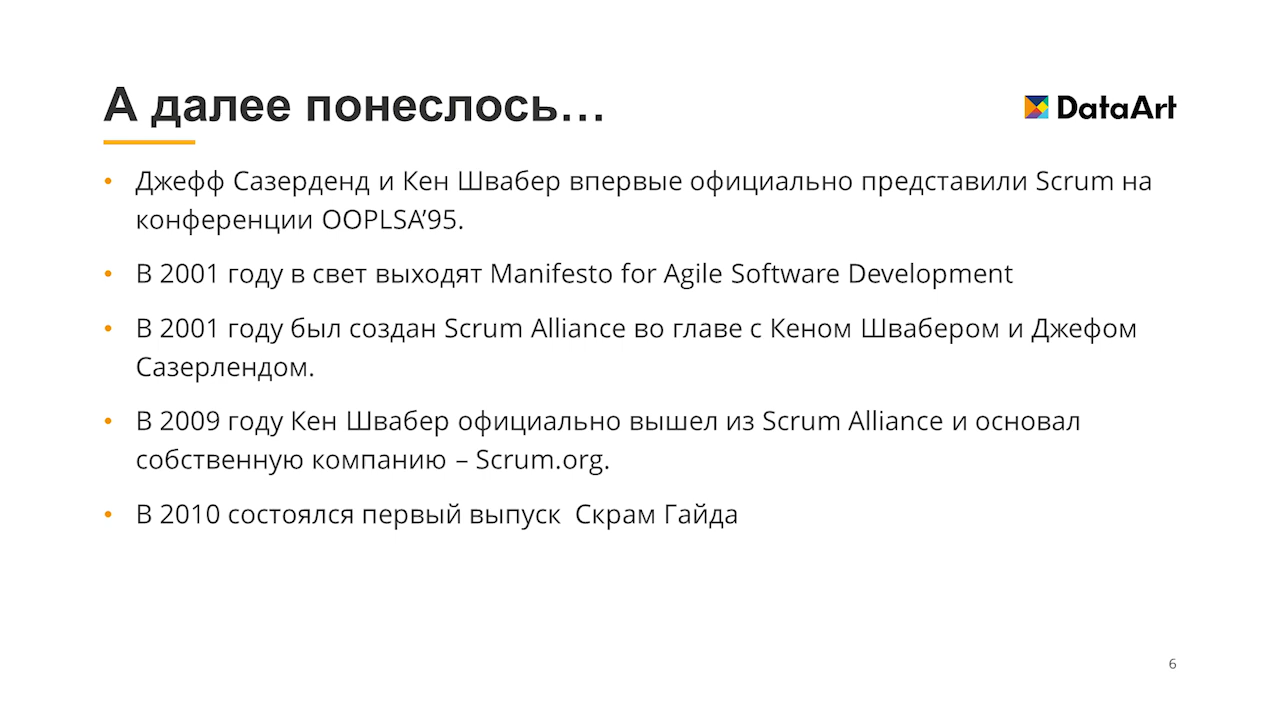 А далее понеслось…
DataArt
• Джефф Сазерденд и Кен Швабер впервые официально представили Scrum на
конференции OOPLSA’95.
• В 2001 году в свет выходят Manifesto for Agile Software Development
• В 2001 году был создан Scrum Alliance во главе с Кеном Швабером и Джефом
Сазерлендом.
• В 2009 году Кен Швабер официально вышел из Scrum Alliance и основал
собственную компанию – Scrum.org.
• В 2010 состоялся первый выпуск  Скрам Гайда
6